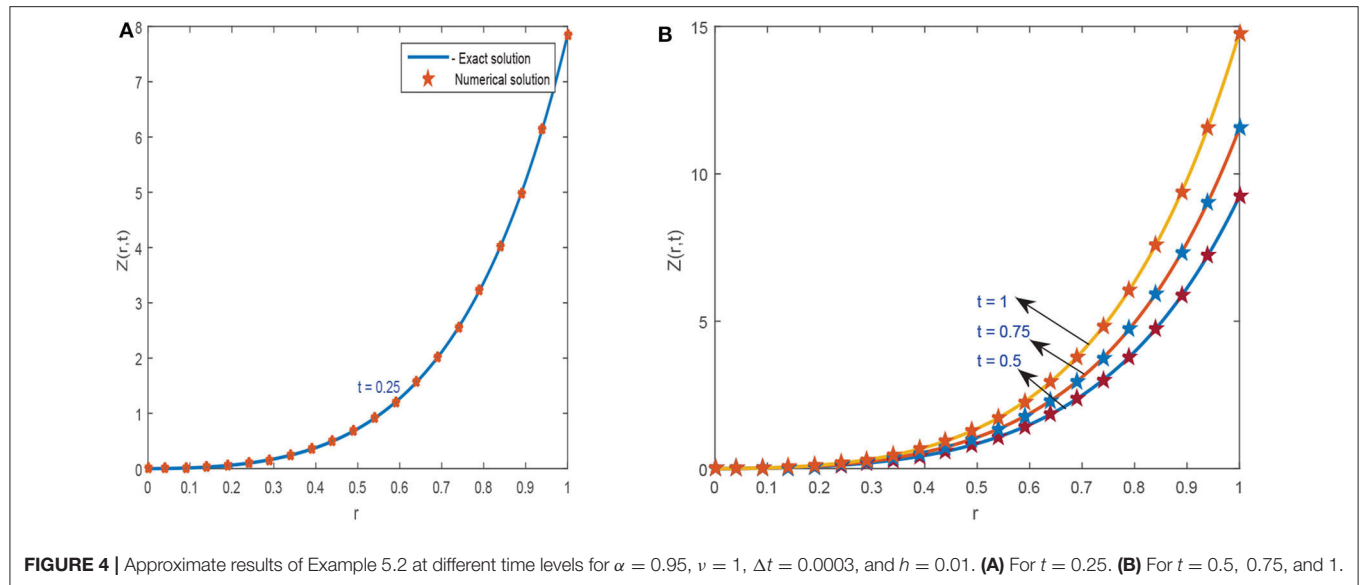 A
8
7
6
5
4
3
2
1
0
Z(r,t)
- Exact solution
Numerical solution
t = 0.25
0 0.1 0.2 0.3 0.4 0.5 0.6 0.7 0.8 0.9 1
r
B
15
10
5
0
Z(r,t)
t = 1
t = 0.75
t = 0.5
0 0.1 0.2 0.3 0.4 0.5 0.6 0.7 0.8 0.9 1
r
FIGURE 4 | Approximate results of Example 5.2 at different time levels for α = 0.95, ν = 1, Δt = 0.0003, and h = 0.01. (A) For t = 0.25. (B) For t = 0.5, 0.75, and 1.